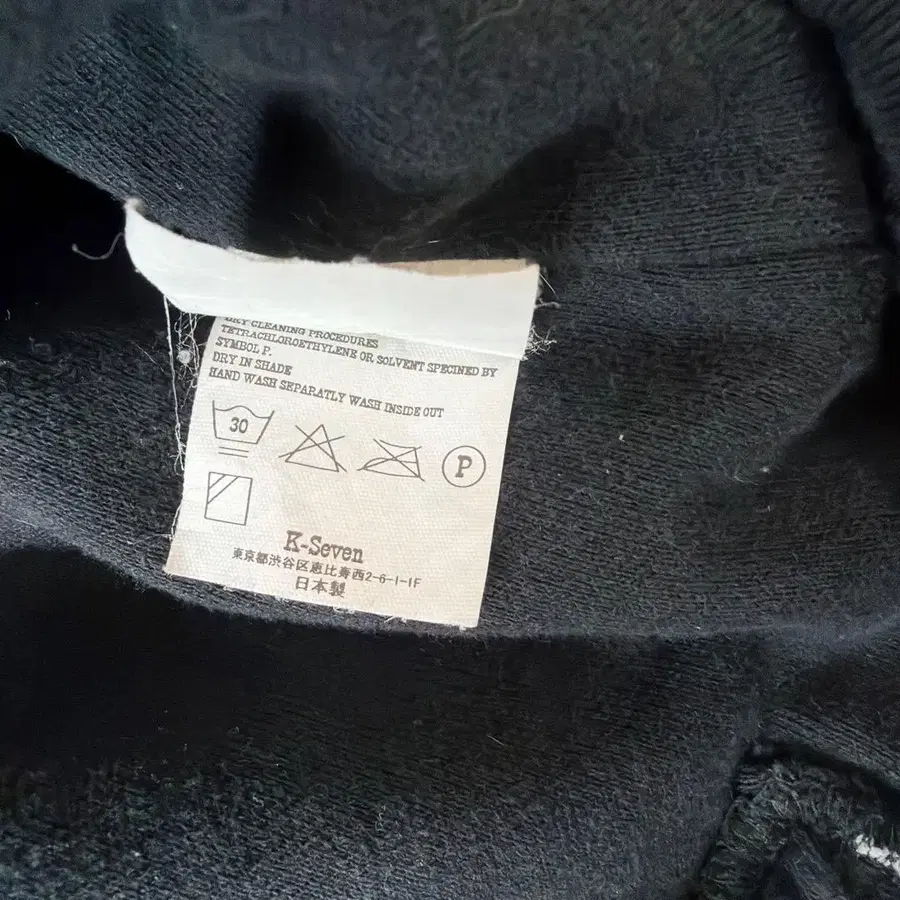 DRY CLEANING PROCEDURES
TETRACHLOROETHYLENE OR SOLVENT SPECINED BY
SYMBOL P.
DRY IN SHADE
HAND WASH SEPARATLY WASH INSIDE OUT
30
P
K-Seven
東京都渋谷区恵比寿西2-6-1-1F
日本製